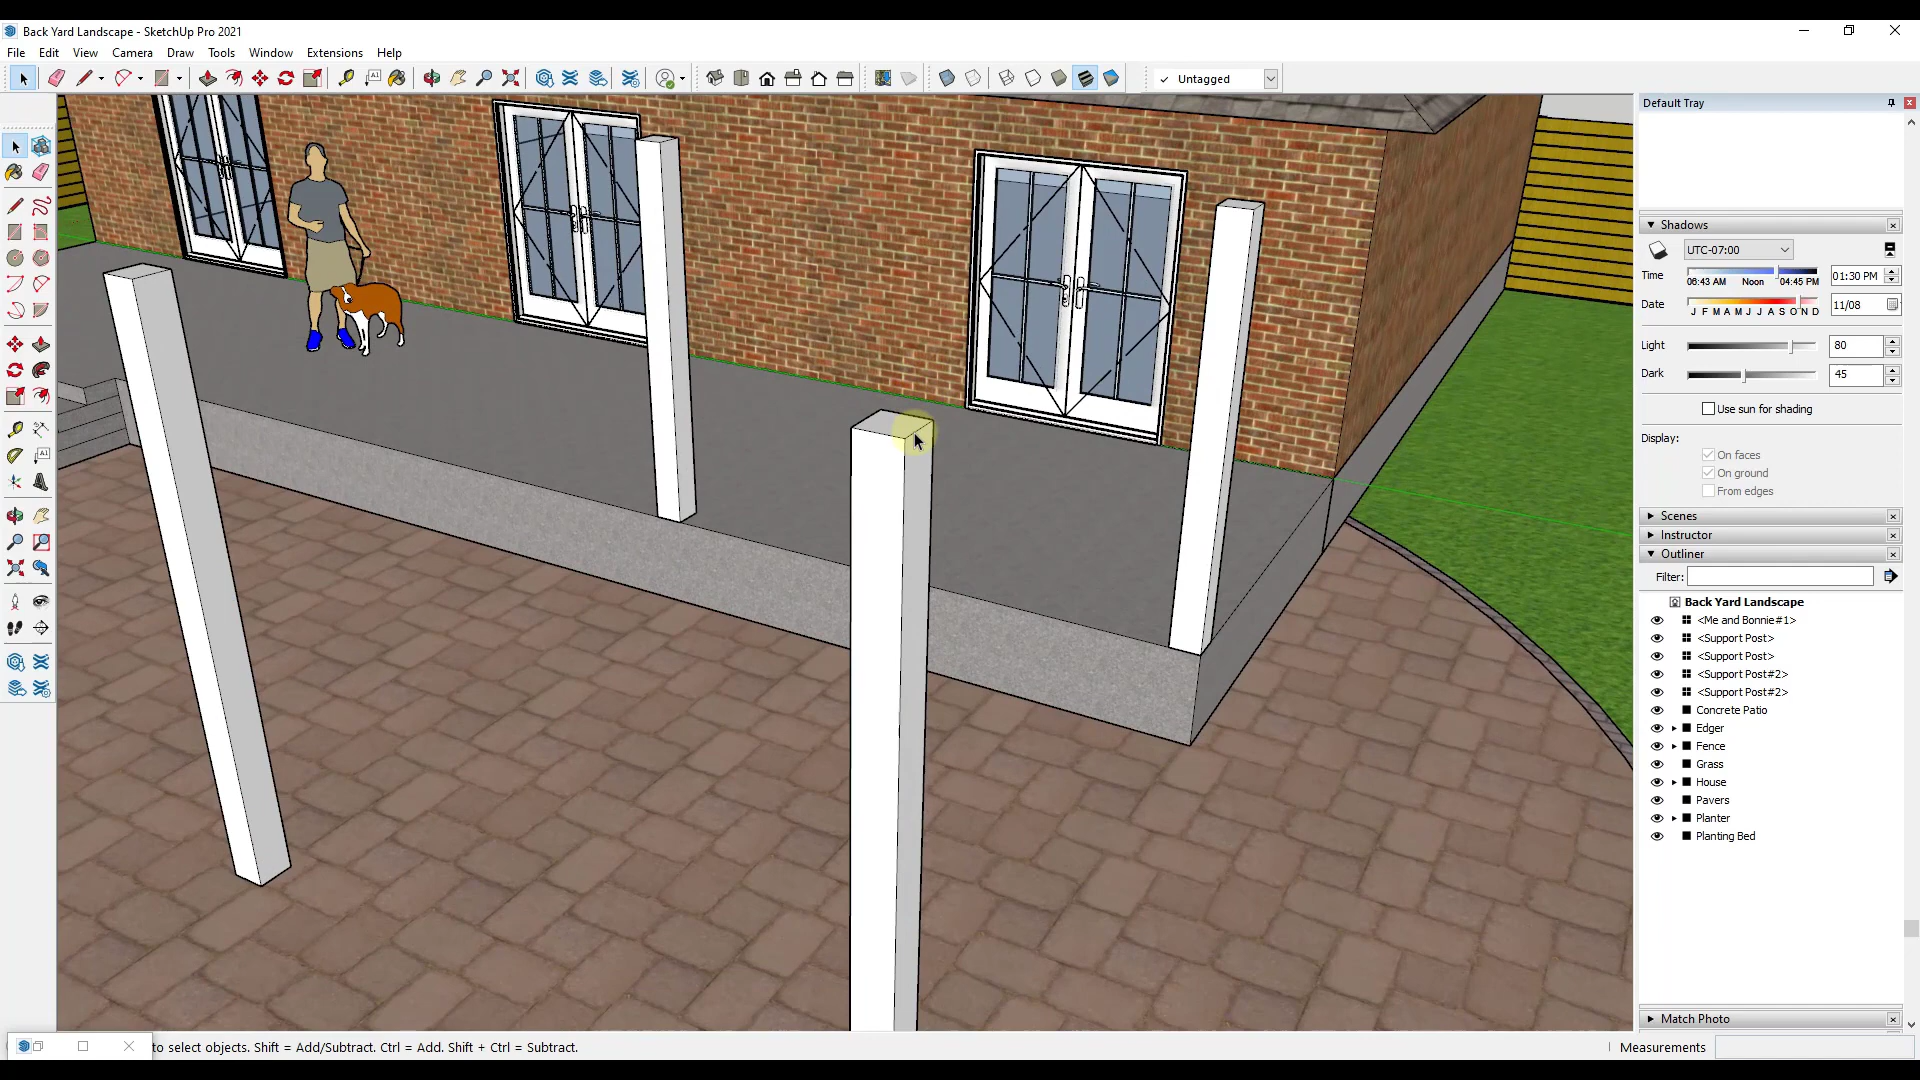 Back Yard Landscape - SketchUp Pro 2021
File Edit View Camera Draw Tools Window Extensions Help
Untagged
Default Tray
Shadows
UTC-07:00
Time 06:43 AM Noon 04:45 PM 01:30 PM
Date J F M A M J J A S O N D 11/08
Light 80
Dark 45
Use sun for shading
Display:
On faces
On ground
From edges
Scenes
Instructor
Outliner
Filter:
Back Yard Landscape
<Me and Bonnie#1>
<Support Post>
<Support Post>
<Support Post#2>
<Support Post#2>
Concrete Patio
Edger
Fence
Grass
House
Pavers
Planter
Planting Bed
Match Photo
to select objects. Shift = Add/Subtract. Ctrl = Add. Shift + Ctrl = Subtract.
Measurements